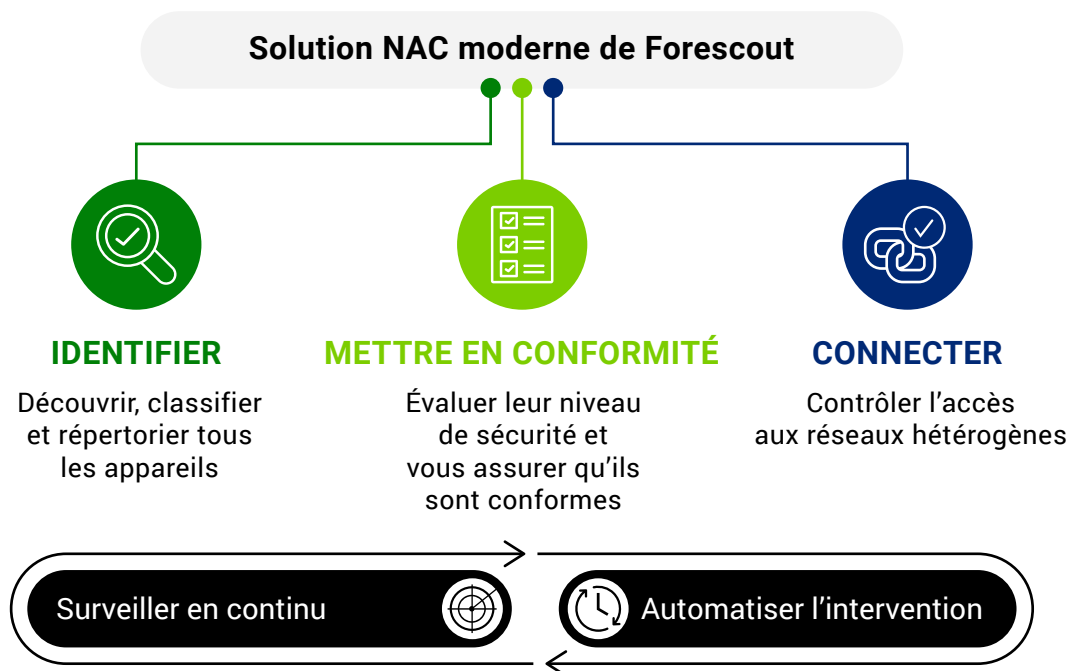 Solution NAC moderne de Forescout
IDENTIFIER
Découvrir, classifier
et répertorier tous
les appareils
METTRE EN CONFORMITÉ
Évaluer leur niveau
de sécurité et
vous assurer qu’ils
sont conformes
CONNECTER
Contrôler l’accès
aux réseaux hétérogènes
Surveiller en continu
Automatiser l’intervention